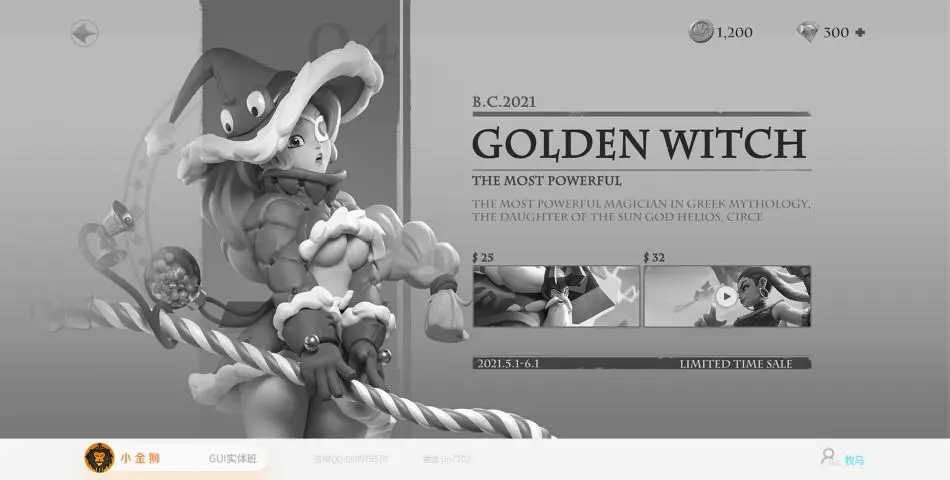 04
1,200
300
B.C.2021
GOLDEN WITCH
THE MOST POWERFUL
THE MOST POWERFUL MAGICIAN IN GREEK MYTHOLOGY,
THE DAUGHTER OF THE SUN GOD HELIOS, CIRCE
$ 25
$ 32
2021.5.1-6.1
LIMITED TIME SALE
小金狮
GUI实体班
牧马